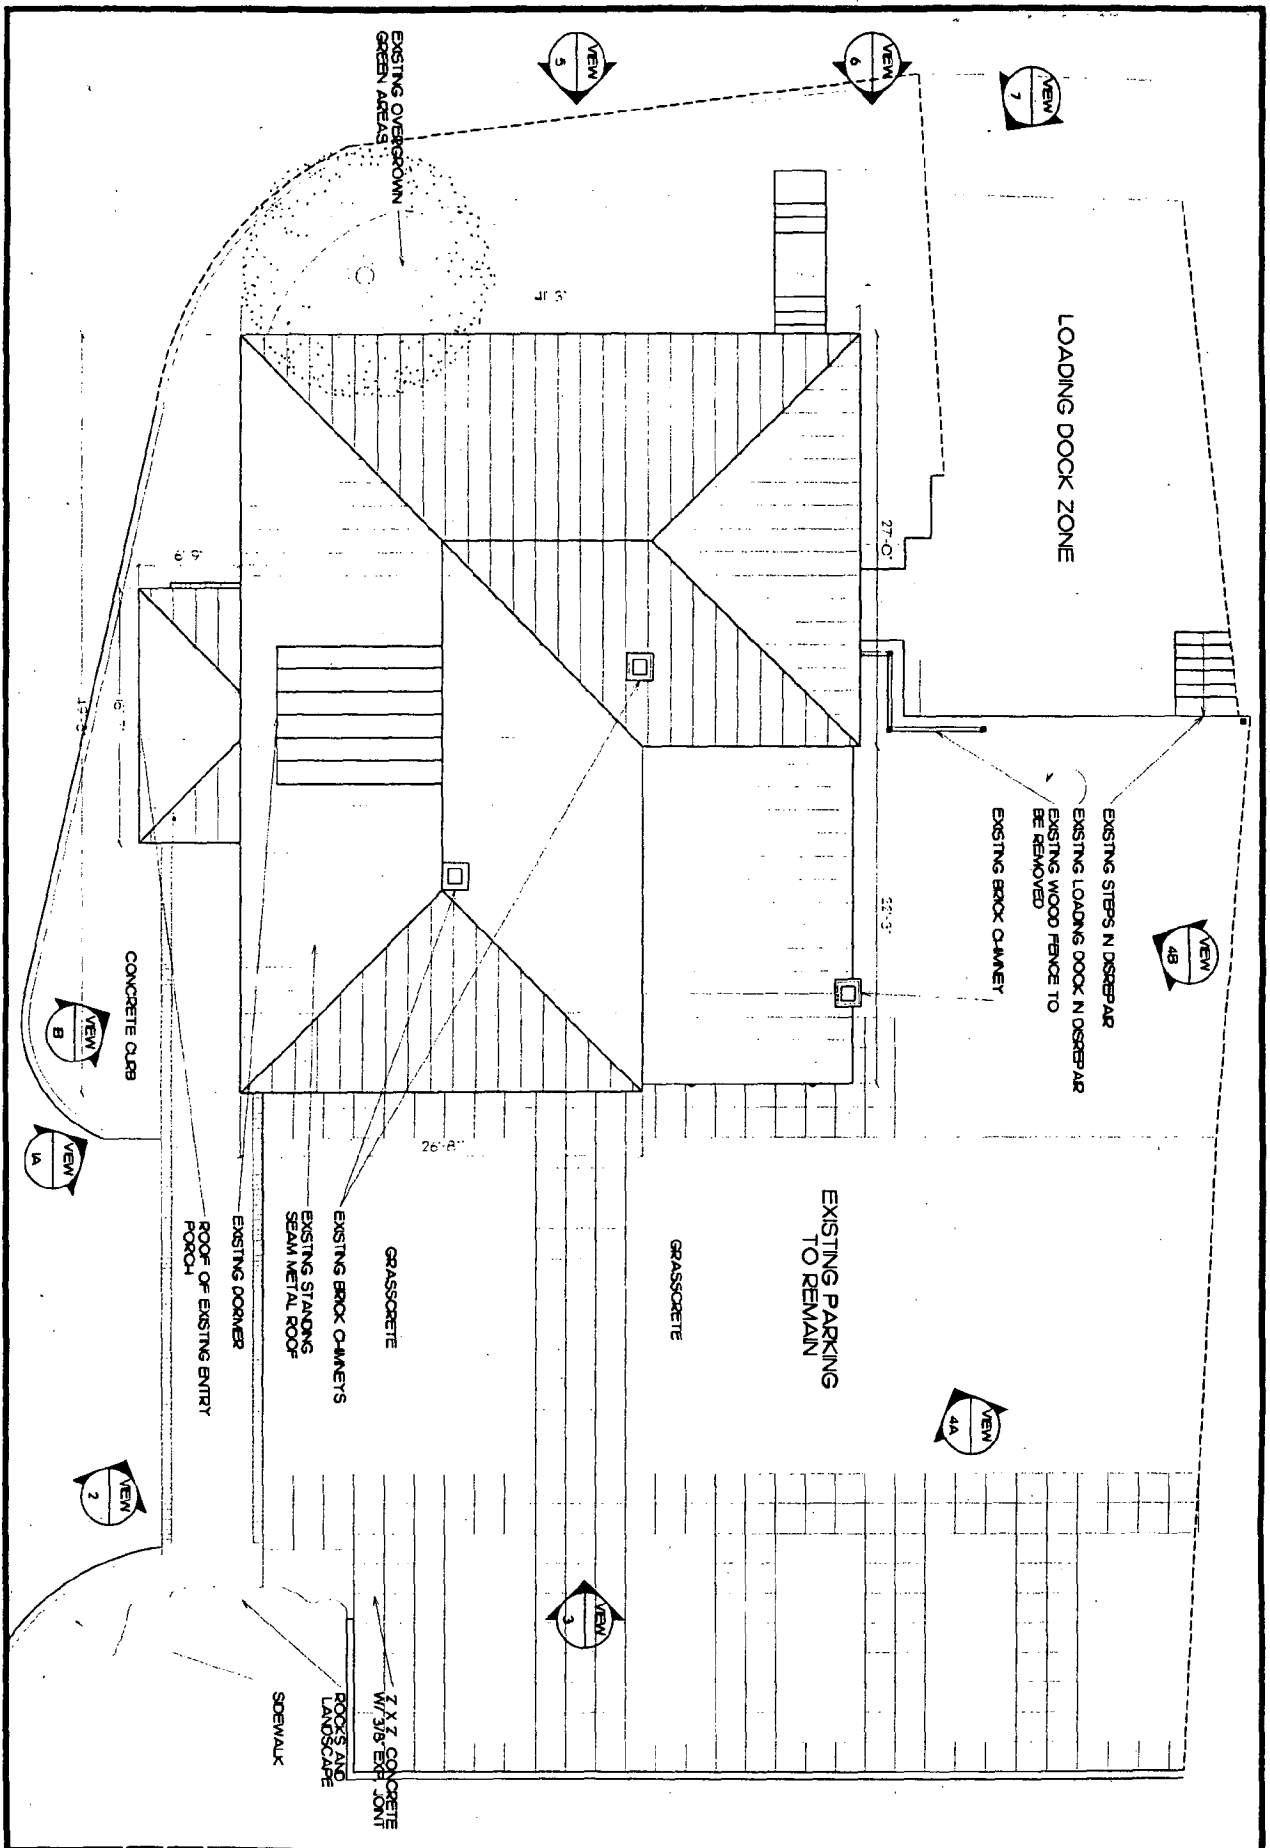 LOADING DOCK ZONE
EXISTING STEPS IN DISREPAIR
EXISTING LOADING DOCK IN DISREPAIR
EXISTING WOOD FENCE TO
BE REMOVED
EXISTING BRICK CHIMNEY
VIEW
4B
VIEW
7
VIEW
6
VIEW
5
EXISTING OVERGROWN
GREEN AREAS
27'-0"
22'-3"
41'-3"
26'-8"
EXISTING PARKING
TO REMAIN
GRASSCRETE
VIEW
4A
GRASSCRETE
EXISTING BRICK CHIMNEYS
EXISTING STANDING
SEAM METAL ROOF
EXISTING DORMER
ROOF OF EXISTING ENTRY
PORCH
CONCRETE CURB
VIEW
B
VIEW
1A
VIEW
2
VIEW
3
CONCRETE
W/ 3/8" EXP. JOINT
ROCKS AND
LANDSCAPE
SIDEWALK